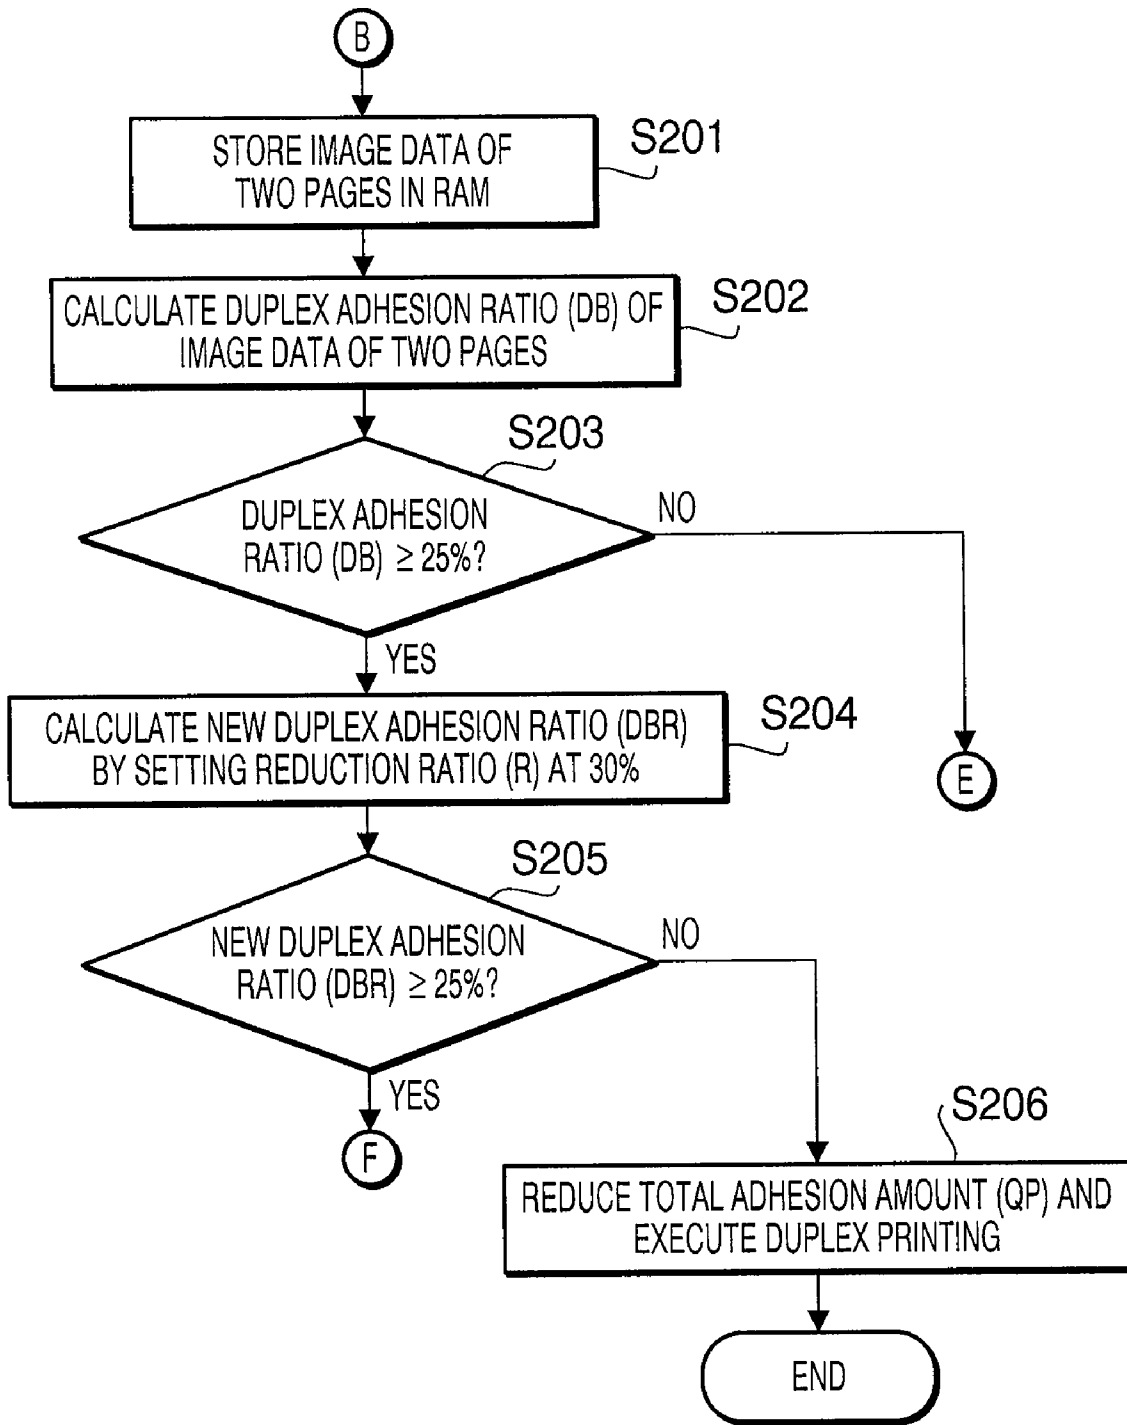 B
STORE IMAGE DATA OF
TWO PAGES IN RAM
S201
CALCULATE DUPLEX ADHESION RATIO (DB) OF
IMAGE DATA OF TWO PAGES
S202
S203
DUPLEX ADHESION
RATIO (DB) ≥ 25%?
NO
YES
CALCULATE NEW DUPLEX ADHESION RATIO (DBR)
BY SETTING REDUCTION RATIO (R) AT 30%
S204
E
S205
NEW DUPLEX ADHESION
RATIO (DBR) ≥ 25%?
NO
YES
F
S206
REDUCE TOTAL ADHESION AMOUNT (QP) AND
EXECUTE DUPLEX PRINTING
END